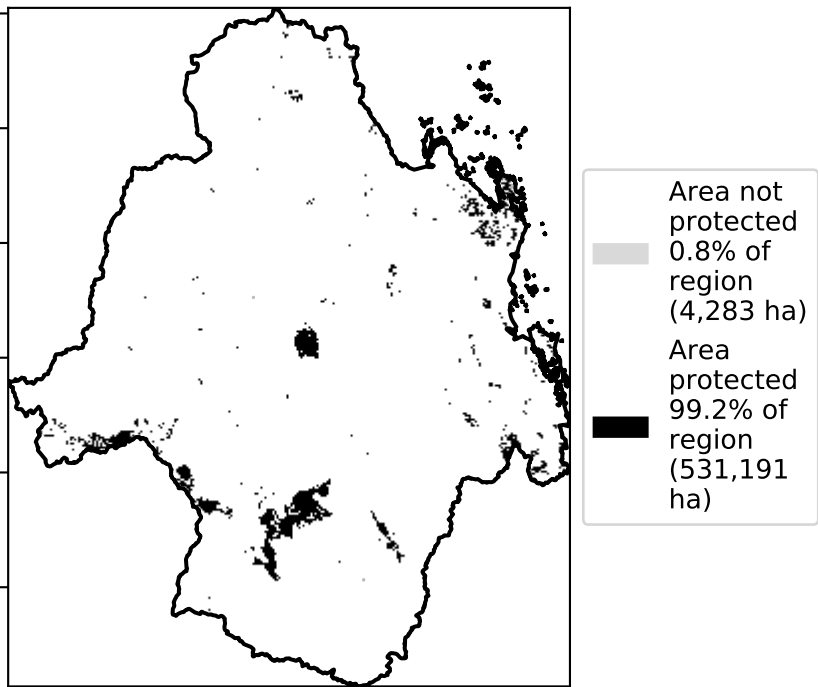 Area not
protected
0.8% of
region
(4,283 ha)
Area
protected
99.2% of
region
(531,191
ha)